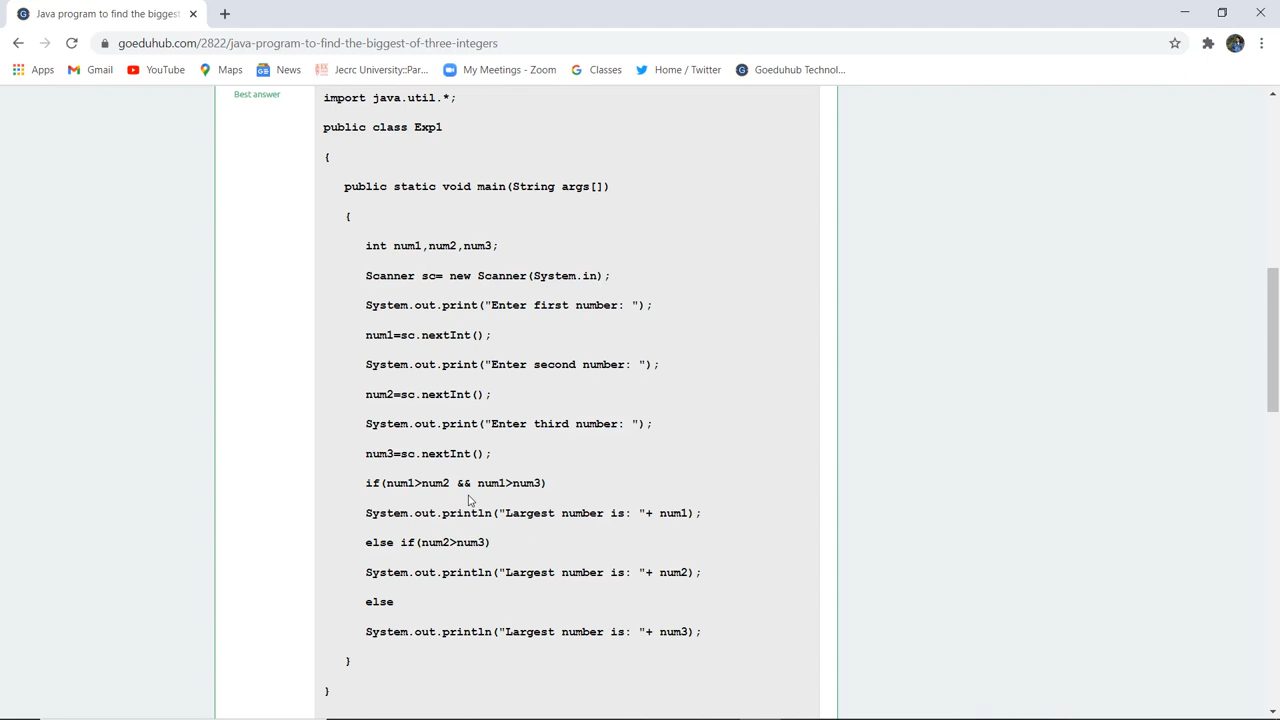 Java program to find the biggest
goeduhub.com/2822/java-program-to-find-the-biggest-of-three-integers
Apps Gmail YouTube Maps News Jecrc University::Par... My Meetings - Zoom Classes Home / Twitter Goeduhub Technol...
Best answer
import java.util.*;
public class Exp1
{
public static void main(String args[])
{
int num1,num2,num3;
Scanner sc= new Scanner(System.in);
System.out.print("Enter first number: ");
num1=sc.nextInt();
System.out.print("Enter second number: ");
num2=sc.nextInt();
System.out.print("Enter third number: ");
num3=sc.nextInt();
if(num1>num2 && num1>num3)
System.out.println("Largest number is: "+ num1);
else if(num2>num3)
System.out.println("Largest number is: "+ num2);
else
System.out.println("Largest number is: "+ num3);
}
}